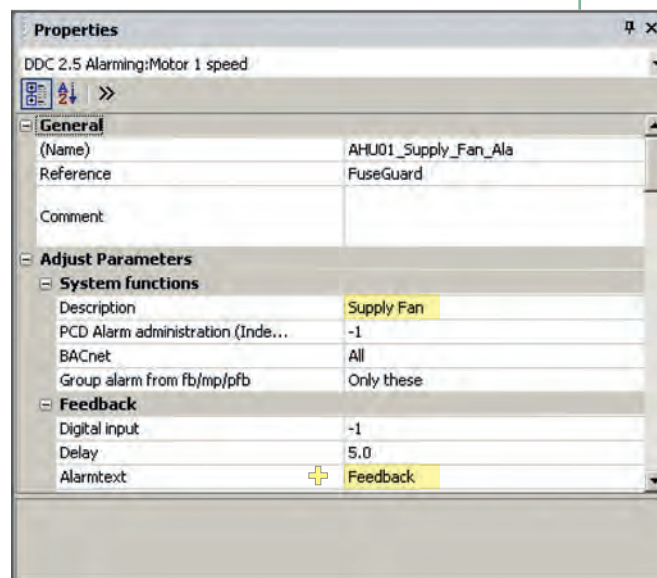 Properties
DDC 2.5 Alarming:Motor 1 speed
General
(Name) AHU01_Supply_Fan_Ala
Reference FuseGuard
Comment
Adjust Parameters
System functions
Description Supply Fan
PCD Alarm administration (Inde... -1
BACnet All
Group alarm from fb/mp/pfb Only these
Feedback
Digital input -1
Delay 5.0
Alarmtext Feedback